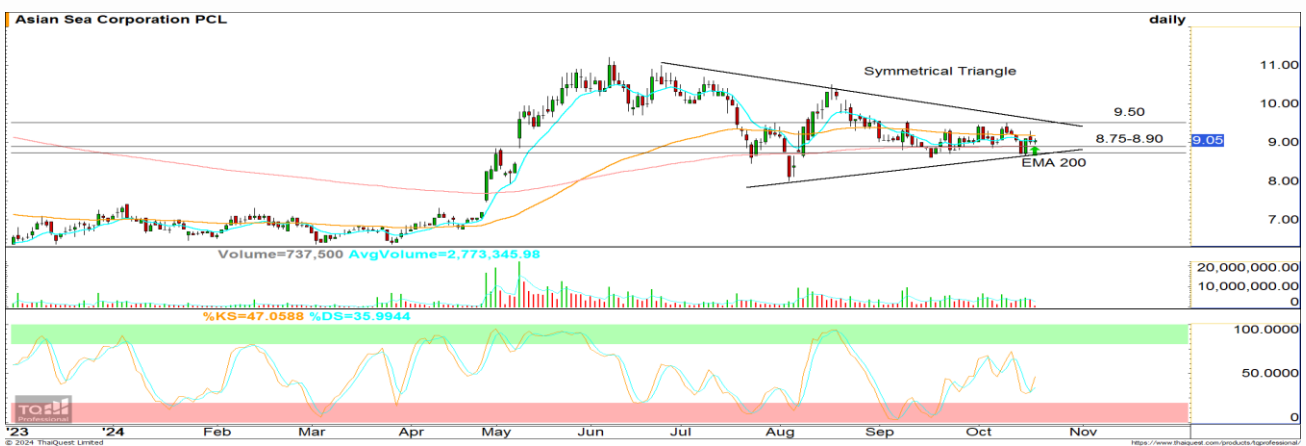 Asian Sea Corporation PCL
daily
11.00
Symmetrical Triangle
10.00
9.50
8.75-8.90
9.00
9.05
EMA 200
8.00
7.00
Volume=737,500 AvgVolume=2,773,345.98
20,000,000.00
10,000,000.00
0
%KS=47.0588 %DS=35.9944
100.0000
50.0000
0
TQ
Professional
'23 '24 Feb Mar Apr May Jun Jul Aug Sep Oct Nov
© 2024 ThaiQuest Limited
https://www.thaiquest.com/products/tqprofessional/